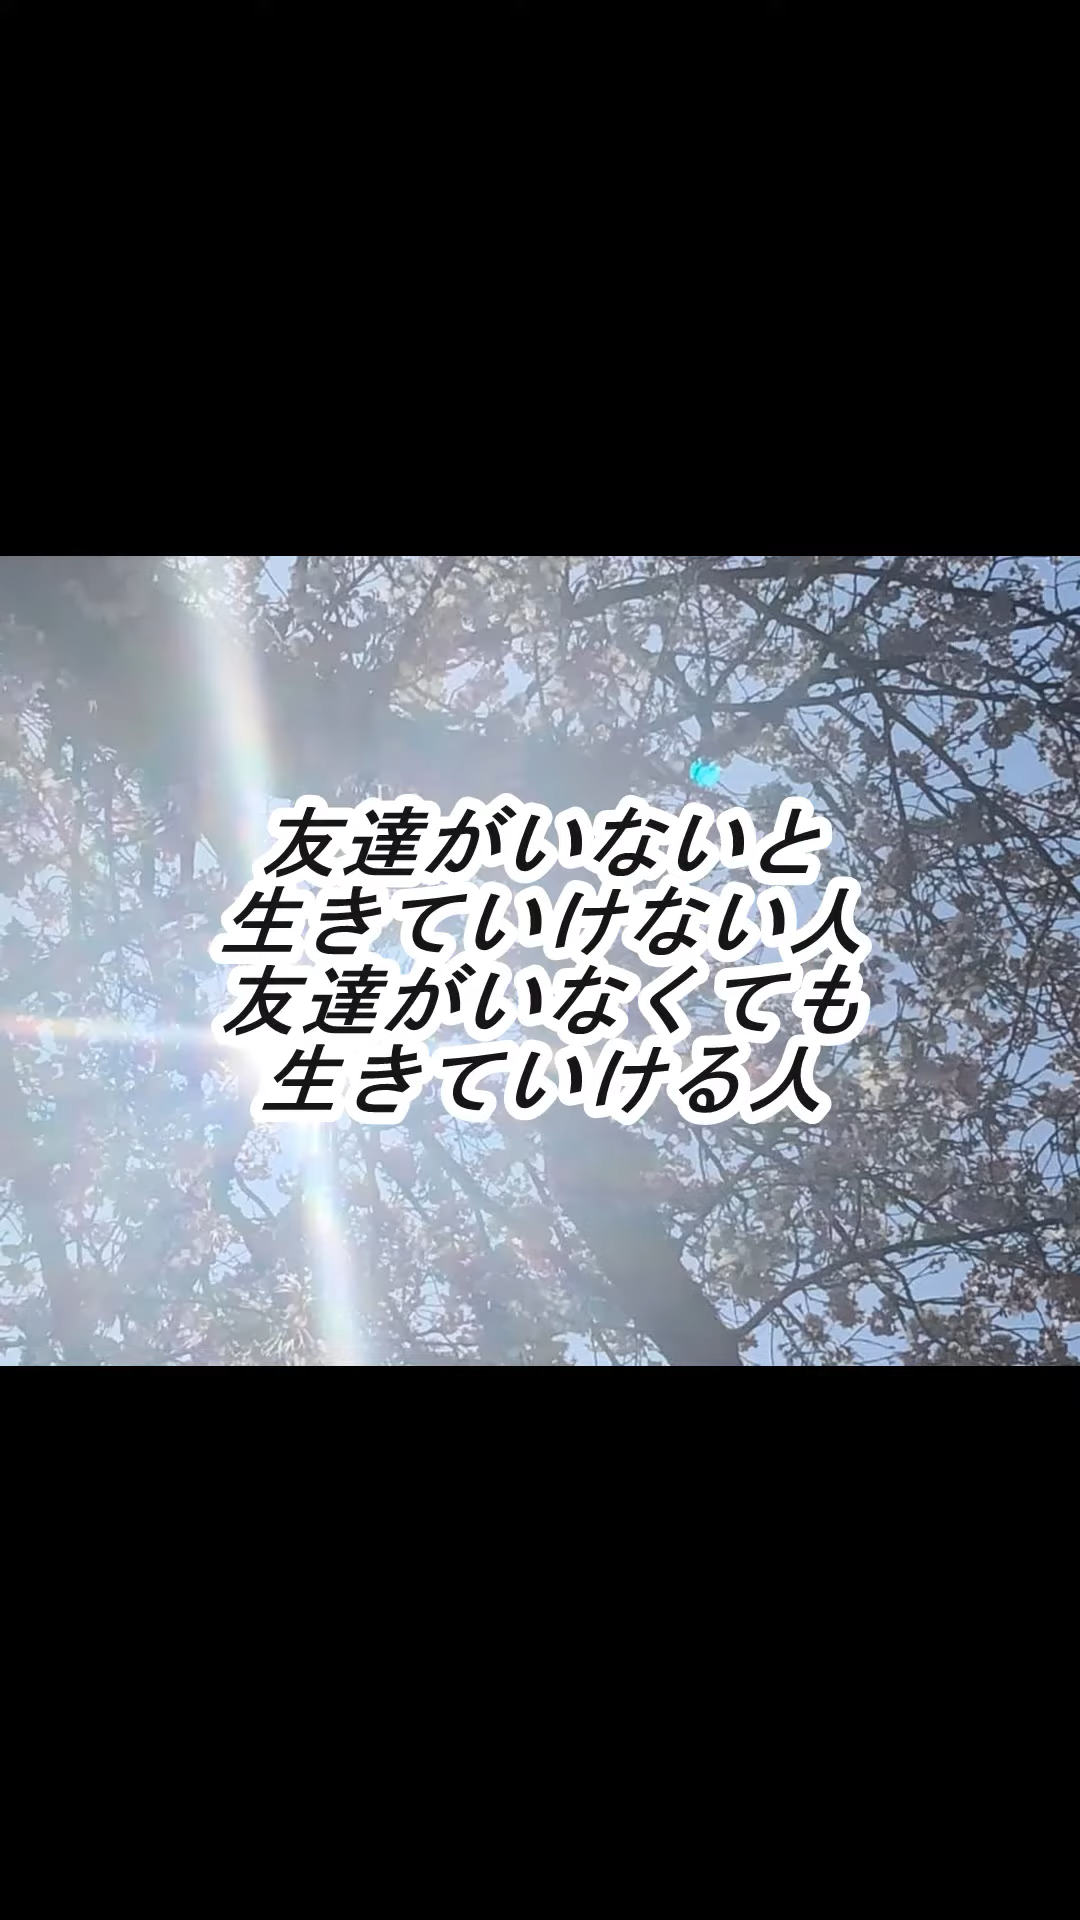 友達がいないと
生きていけない人
友達がいなくても
生きていける人